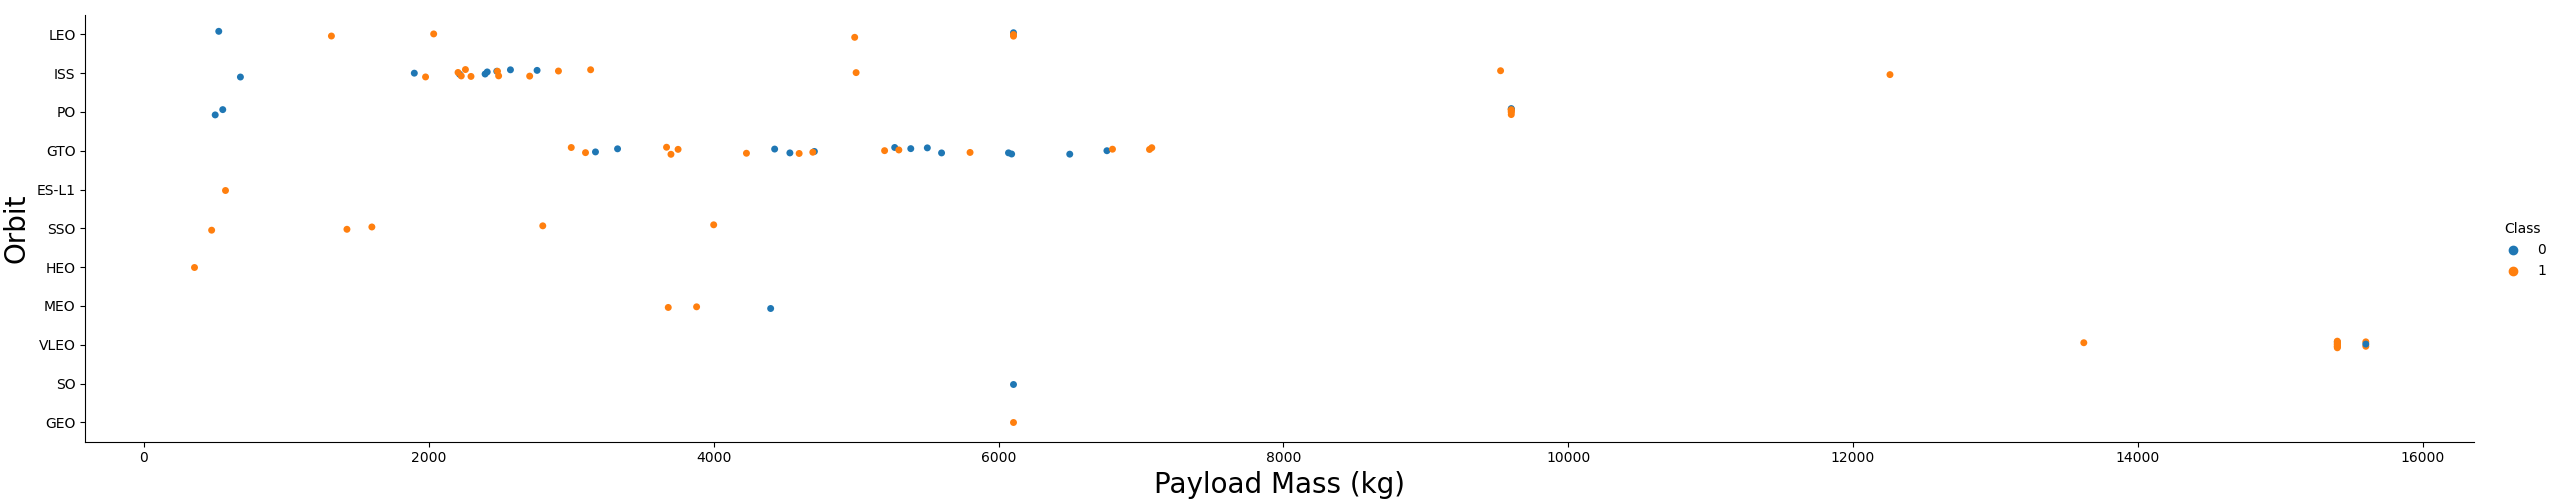 Orbit
LEO
ISS
PO
GTO
ES-L1
SSO
HEO
MEO
VLEO
SO
GEO
0 2000 4000 6000 8000 10000 12000 14000 16000
Payload Mass (kg)
Class
0
1